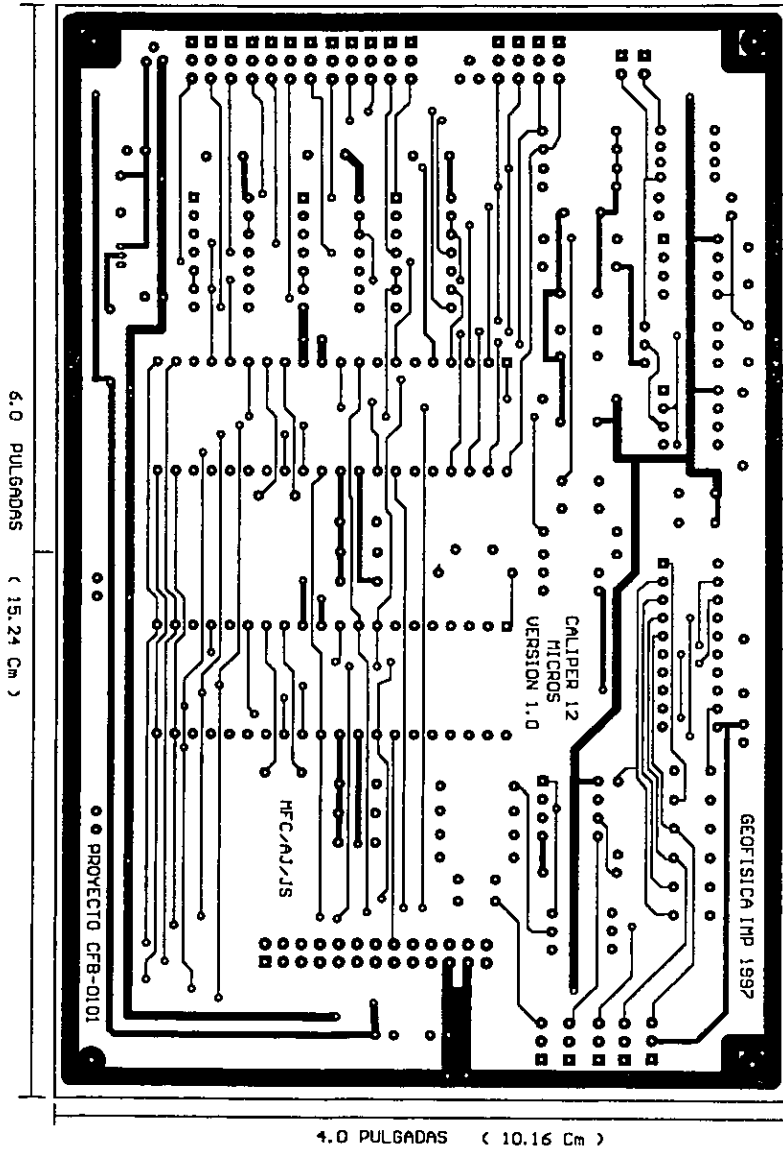 CALIPER 12
MICROS
VERSION 1.0
MFC/AJ/JS
GEOFISICA IMP 1997
PROYECTO CFB-0101
6.0 PULGADAS ( 15.24 Cm )
4.0 PULGADAS ( 10.16 Cm )